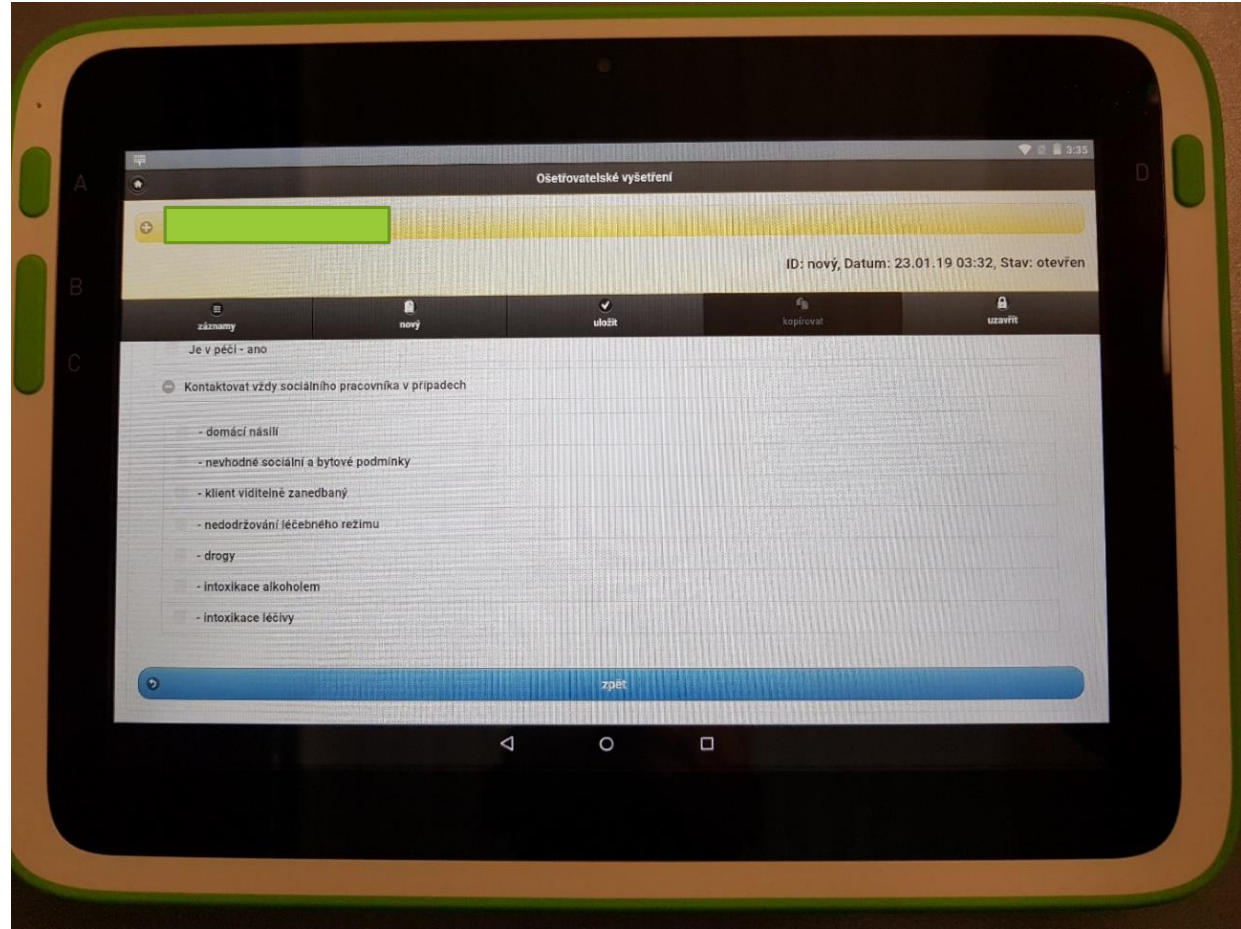 3:35
Ošetřovatelské vyšetření
ID: nový, Datum: 23.01.19 03:32, Stav: otevřen
záznamy
nový
uložit
kopírovat
uzavřít
Je v péči - ano
Kontaktovat vždy sociálního pracovníka v případech
- domácí násilí
- nevhodné sociální a bytové podmínky
- klient viditelně zanedbaný
- nedodržování léčebného režimu
- drogy
- intoxikace alkoholem
- intoxikace léčivy
zpět
A
B
C
D